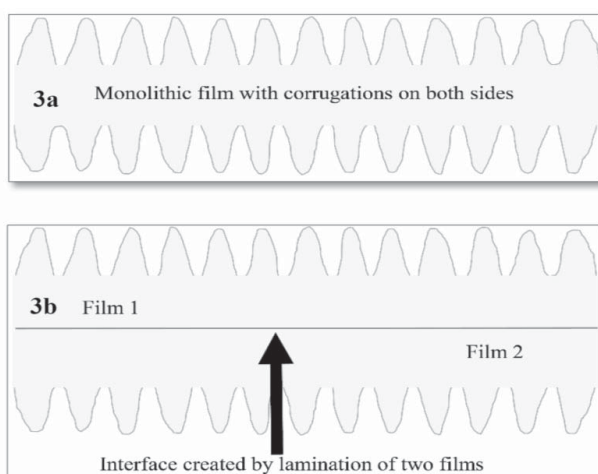 3a Monolithic film with corrugations on both sides
3b Film 1
Film 2
Interface created by lamination of two films